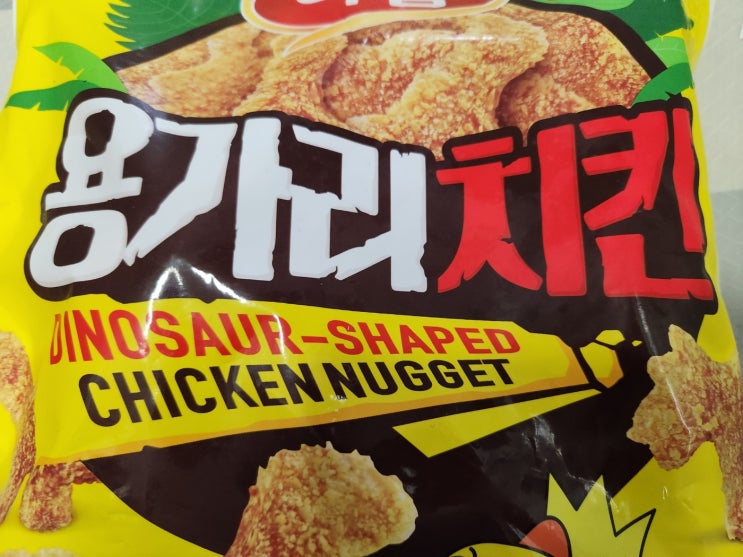 용가리치킨
DINOSAUR-SHAPED
CHICKEN NUGGET